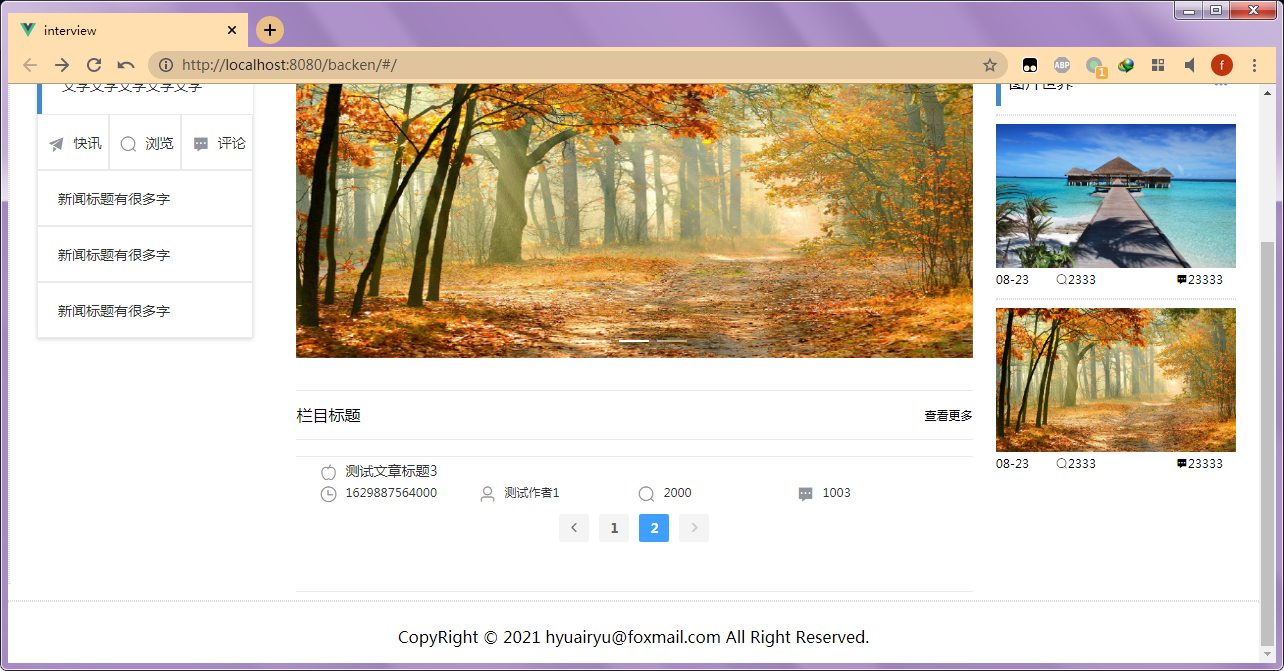 interview
http://localhost:8080/backen/#/
ABP
1
f
文字文字文字文字文字
快讯 浏览 评论
新闻标题有很多字
新闻标题有很多字
新闻标题有很多字
图片世界
08-23 2333 23333
08-23 2333 23333
栏目标题 查看更多
测试文章标题3
1629887564000 测试作者1 2000 1003
1 2
CopyRight © 2021 hyuairyu@foxmail.com All Right Reserved.